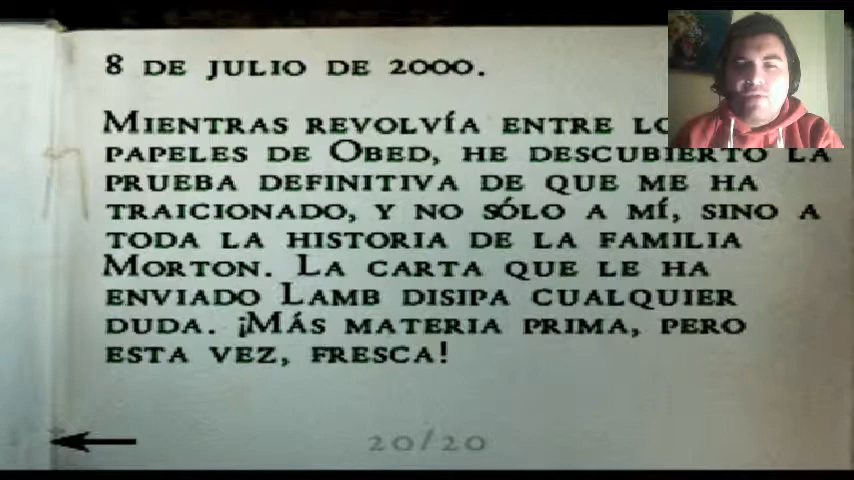 8 DE JULIO DE 2000.
MIENTRAS REVOLVÍA ENTRE
PAPELES DE OBED, HE DESCUBIERTO LA
PRUEBA DEFINITIVA DE QUE ME HA
TRAICIONADO, Y NO SÓLO A MÍ, SINO A
TODA LA HISTORIA DE LA FAMILIA
MORTON. LA CARTA QUE LE HA
ENVIADO LAMB DISIPA CUALQUIER
DUDA. ¡MÁS MATERIA PRIMA, PERO
ESTA VEZ, FRESCA!
20/20